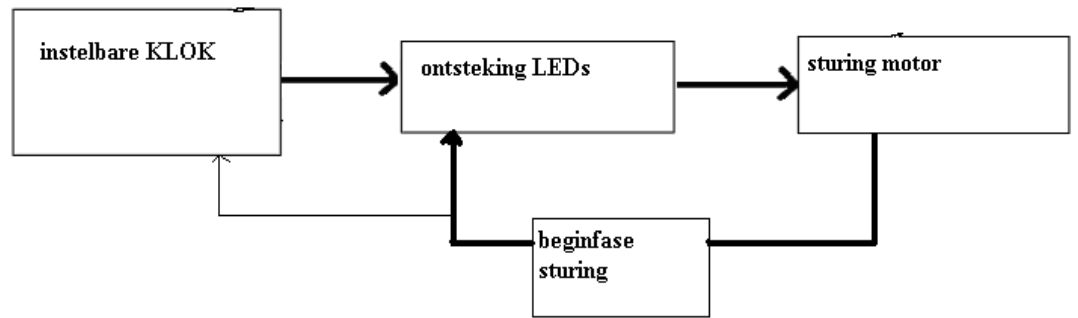 instelbare KLOK
ontsteking LEDs
sturing motor
beginfase
sturing